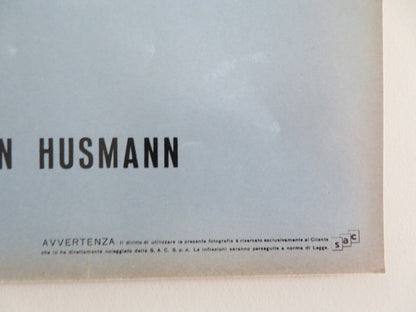 N HUSMANN
AVVERTENZA Il diritto di utilizzare la presente fotografia è riservato esclusivamente al Cliente
che lo ha direttamente noleggiato dalla S. A. C. S. p. A. Le infrazioni saranno perseguite a norma di Legge.
sac